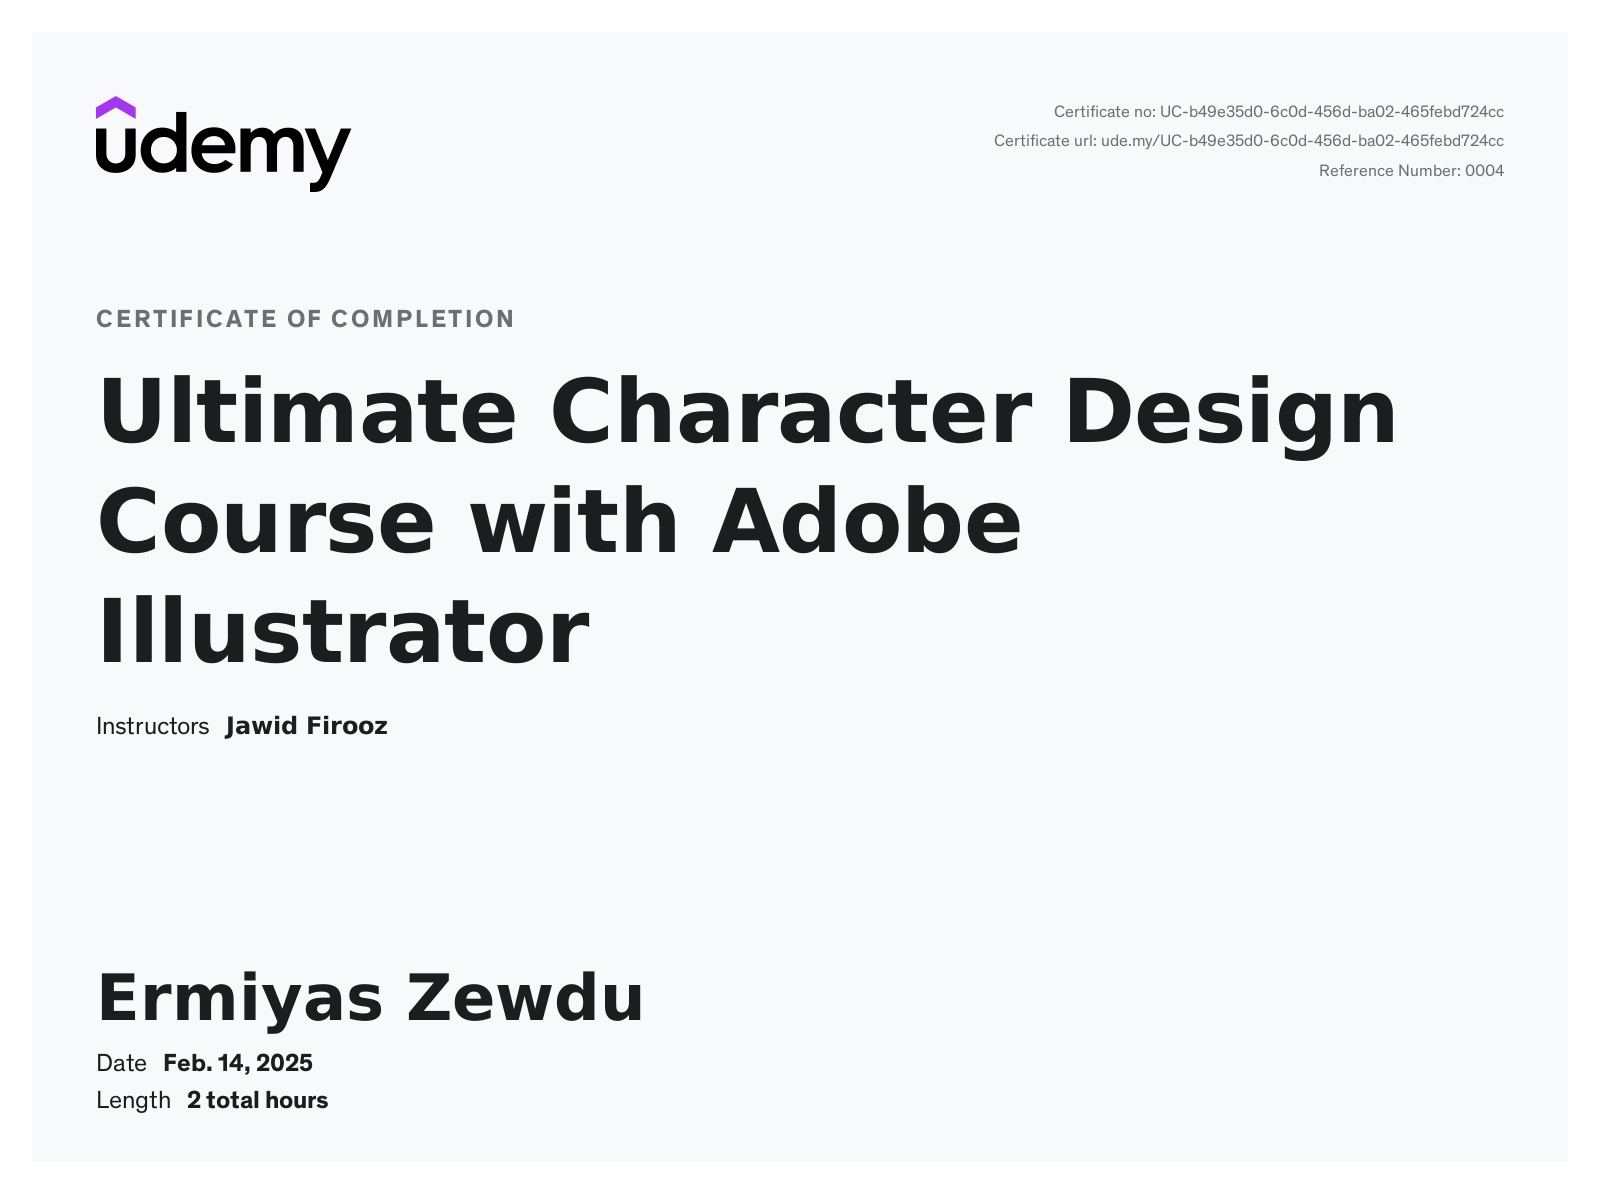 udemy
Certificate no: UC-b49e35d0-6c0d-456d-ba02-465febd724cc
Certificate url: ude.my/UC-b49e35d0-6c0d-456d-ba02-465febd724cc
Reference Number: 0004
CERTIFICATE OF COMPLETION
Ultimate Character Design
Course with Adobe
Illustrator
Instructors Jawid Firooz
Ermiyas Zewdu
Date Feb. 14, 2025
Length 2 total hours